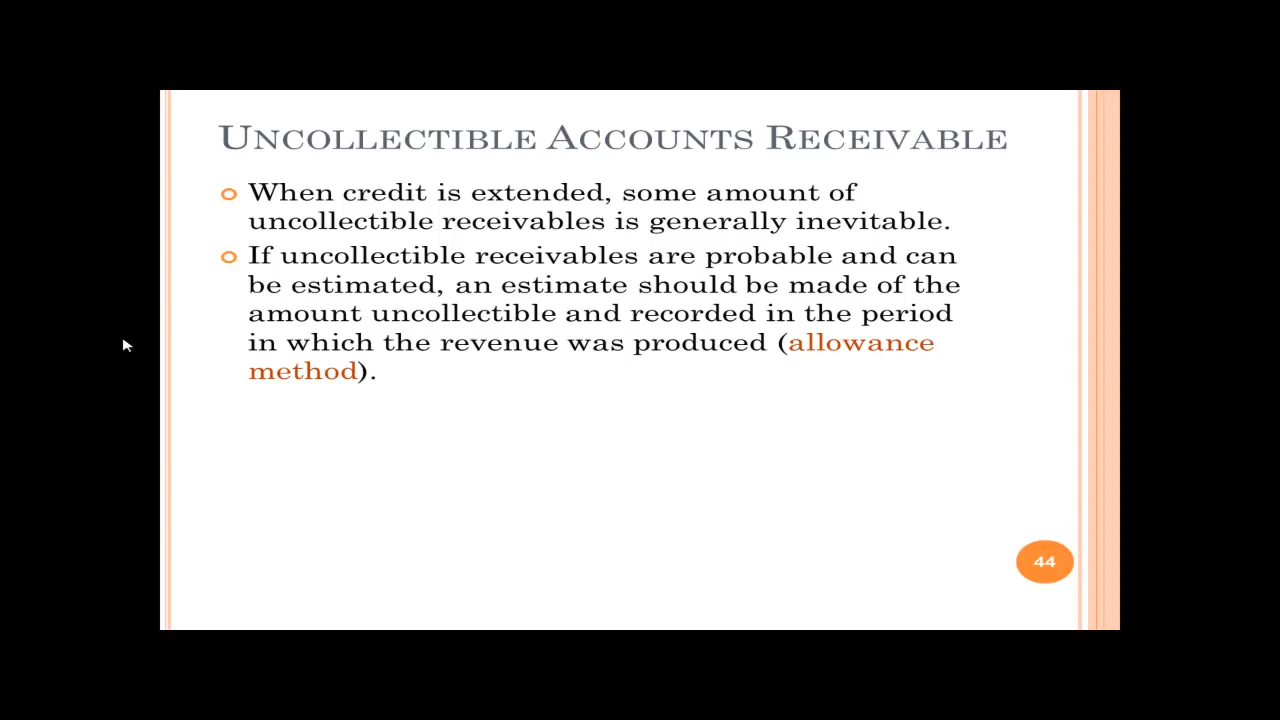 UNCOLLECTIBLE ACCOUNTS RECEIVABLE
When credit is extended, some amount of
uncollectible receivables is generally inevitable.
If uncollectible receivables are probable and can
be estimated, an estimate should be made of the
amount uncollectible and recorded in the period
in which the revenue was produced (allowance
method).
44